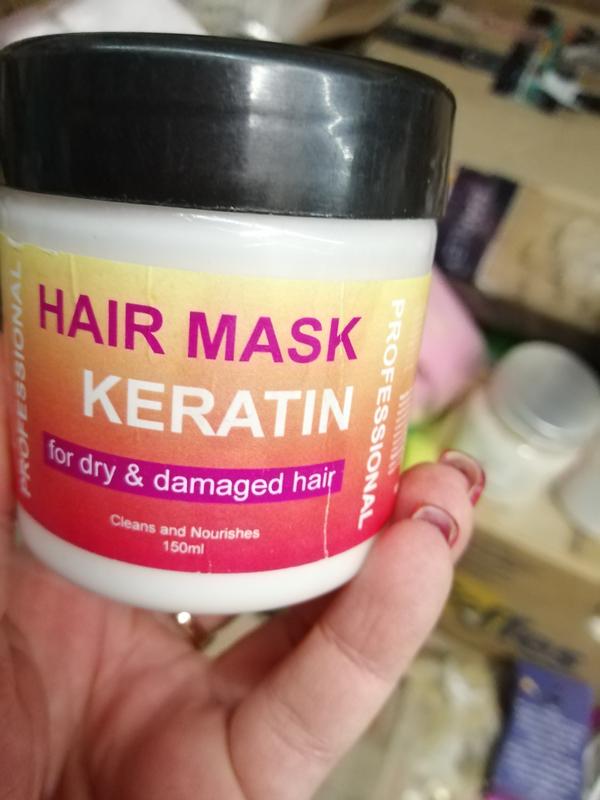 PROFESSIONAL
HAIR MASK
KERATIN
for dry & damaged hair
Cleans and Nourishes
150ml
PROFESSIONAL